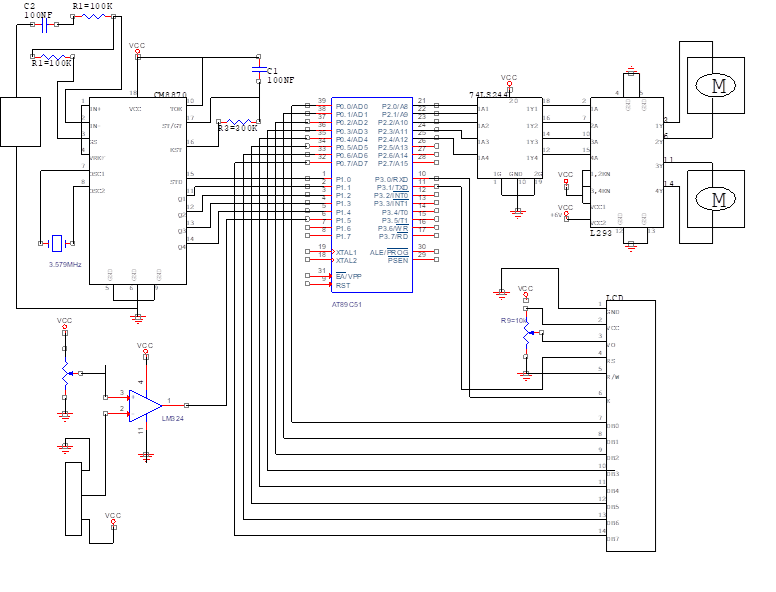 C2
100NF
R1=100K
R1=100K
VCC
CM8870
C1
100NF
R3=300K
18
VCC
1
IN+
2
IN-
3
GS
4
VREF
7
OSC1
8
OSC2
10
TOE
17
ST/GT
16
EST
15
STD
11
Q1
12
Q2
13
Q3
14
Q4
5
6
9
3.579MHz
39
P0.0/AD0
38
P0.1/AD1
37
P0.2/AD2
36
P0.3/AD3
35
P0.4/AD4
34
P0.5/AD5
33
P0.6/AD6
32
P0.7/AD7
1
P1.0
2
P1.1
3
P1.2
4
P1.3
5
P1.4
6
P1.5
7
P1.6
8
P1.7
19
XTAL1
18
XTAL2
31
EA/VPP
9
RST
21
P2.0/A8
22
P2.1/A9
23
P2.2/A10
24
P2.3/A11
25
P2.4/A12
26
P2.5/A13
27
P2.6/A14
28
P2.7/A15
10
P3.0/RXD
11
P3.1/TXD
12
P3.2/INT0
13
P3.3/INT1
14
P3.4/T0
15
P3.5/T1
16
P3.6/WR
17
P3.7/RD
30
ALE/PROG
29
PSEN
AT89C51
VCC
74LS244
20
1A1
1A2
1A3
1A4
18
1Y1
16
1Y2
14
1Y3
12
1Y4
1G
GND
2G
1
10
19
4
5
2
1A
7
2A
10
3A
15
4A
1,2EN
3,4EN
VCC1
VCC2
VCC
VCC
+6V
1Y
3
2Y
6
3Y
11
4Y
14
12
13
L293
M
M
LCD
VCC
R9=10k
1
GND
2
VCC
3
VO
4
RS
5
R/W
6
E
7
DB0
8
DB1
9
DB2
10
DB3
11
DB4
12
DB5
13
DB6
14
DB7
VCC
VCC
4
3
+
2
-
1
11
LM324
VCC